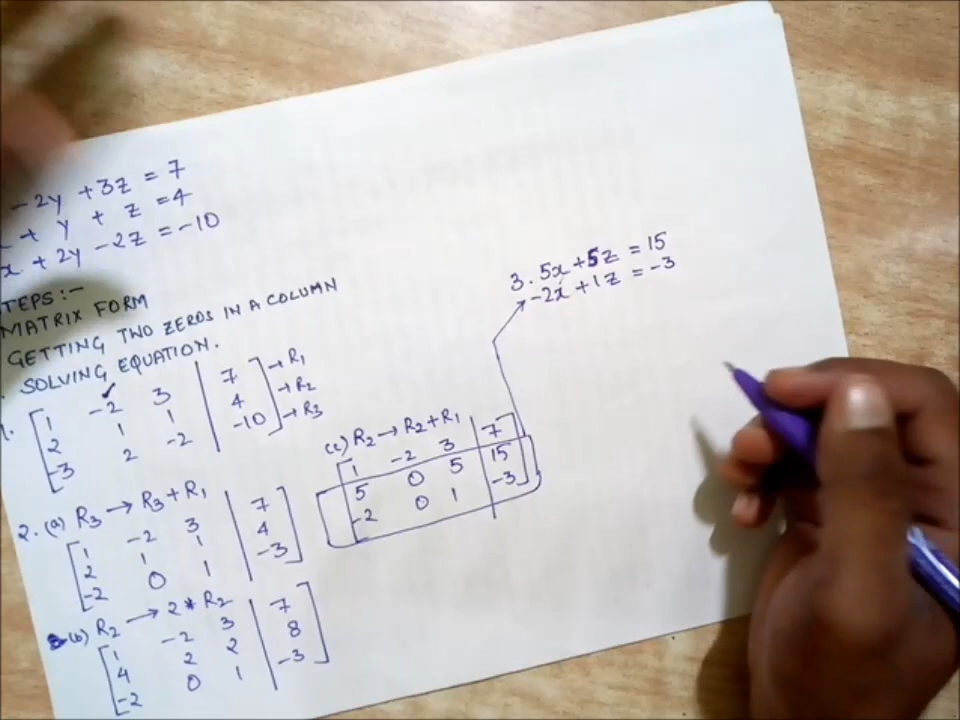 - 2y + 3z = 7
x + y + z = 4
x + 2y - 2z = -10
STEPS :-
MATRIX FORM
GETTING TWO ZEROS IN A COLUMN
SOLVING EQUATION.
1. [ 1 -2 3 | 7 ] → R1
2 1 1 | 4 → R2
-3 2 -2 | -10 → R3
2. (a) R3 → R3 + R1
[ 1 -2 3 | 7 ]
2 1 1 | 4
-2 0 1 | -3
(b) R2 → 2 * R2
[ 1 -2 3 | 7 ]
4 2 2 | 8
-2 0 1 | -3
(c) R2 → R2 + R1
[ 1 -2 3 | 7 ]
5 0 5 | 15
-2 0 1 | -3
3. 5x + 5z = 15
-2x + 1z = -3